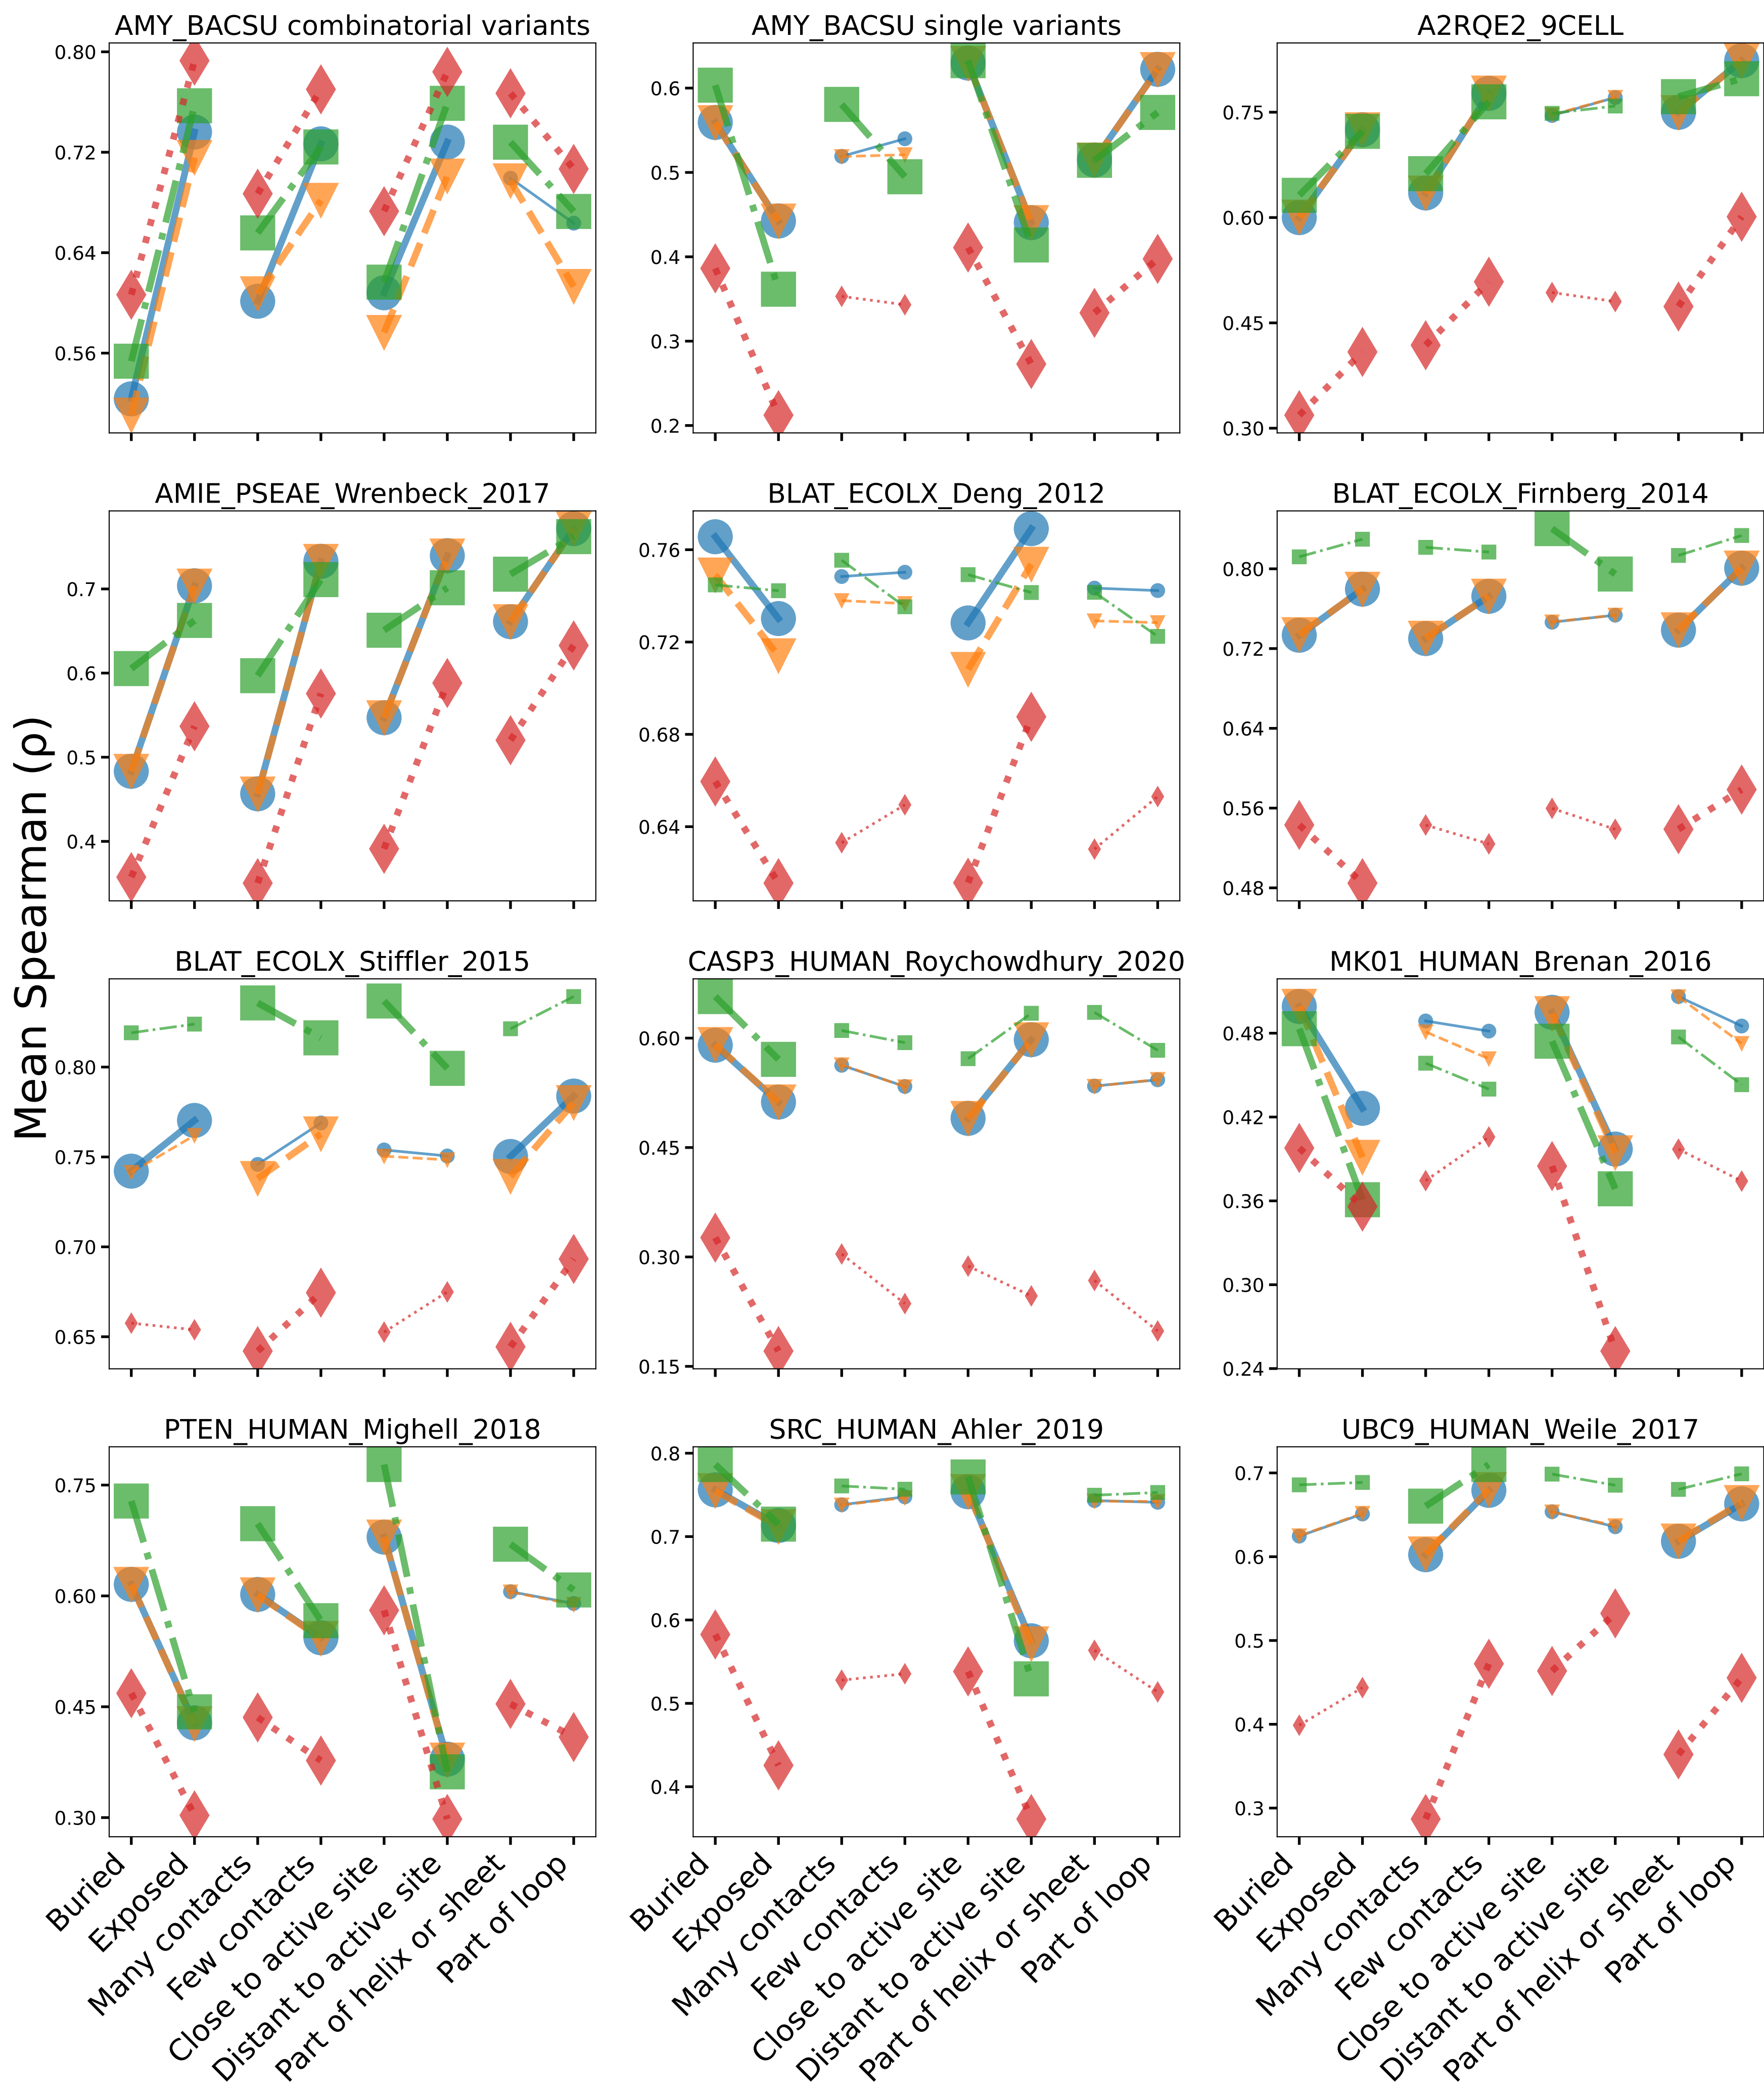 AMY_BACSU combinatorial variants
AMY_BACSU single variants
A2RQE2_9CELL
0.80
0.72
0.64
0.56
0.6
0.5
0.4
0.3
0.2
0.75
0.60
0.45
0.30
AMIE_PSEAE_Wrenbeck_2017
BLAT_ECOLX_Deng_2012
BLAT_ECOLX_Firnberg_2014
0.7
0.6
0.5
0.4
0.76
0.72
0.68
0.64
0.80
0.72
0.64
0.56
0.48
Mean Spearman (ρ)
BLAT_ECOLX_Stiffler_2015
CASP3_HUMAN_Roychowdhury_2020
MK01_HUMAN_Brenan_2016
0.80
0.75
0.70
0.65
0.60
0.45
0.30
0.15
0.48
0.42
0.36
0.30
0.24
PTEN_HUMAN_Mighell_2018
SRC_HUMAN_Ahler_2019
UBC9_HUMAN_Weile_2017
0.75
0.60
0.45
0.30
0.8
0.7
0.6
0.5
0.4
0.7
0.6
0.5
0.4
0.3
Buried
Exposed
Many contacts
Few contacts
Close to active site
Distant to active site
Part of helix or sheet
Part of loop
Buried
Exposed
Many contacts
Few contacts
Close to active site
Distant to active site
Part of helix or sheet
Part of loop
Buried
Exposed
Many contacts
Few contacts
Close to active site
Distant to active site
Part of helix or sheet
Part of loop